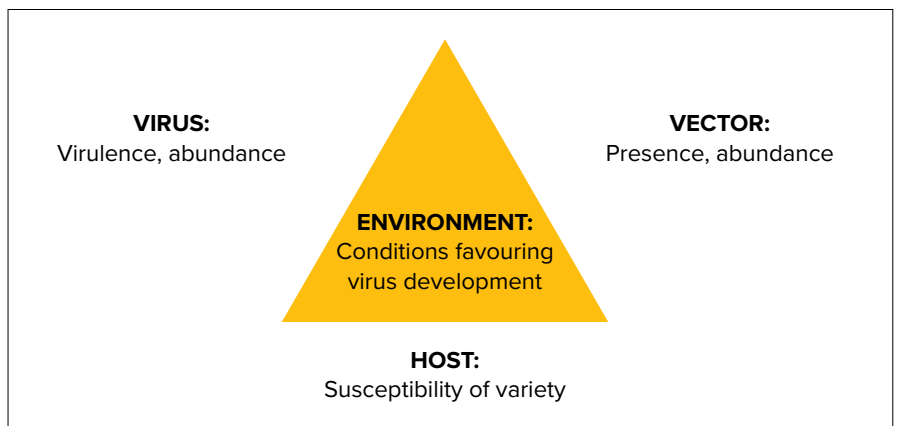 VIRUS:
Virulence, abundance
VECTOR:
Presence, abundance
ENVIRONMENT:
Conditions favouring
virus development
HOST:
Susceptibility of variety